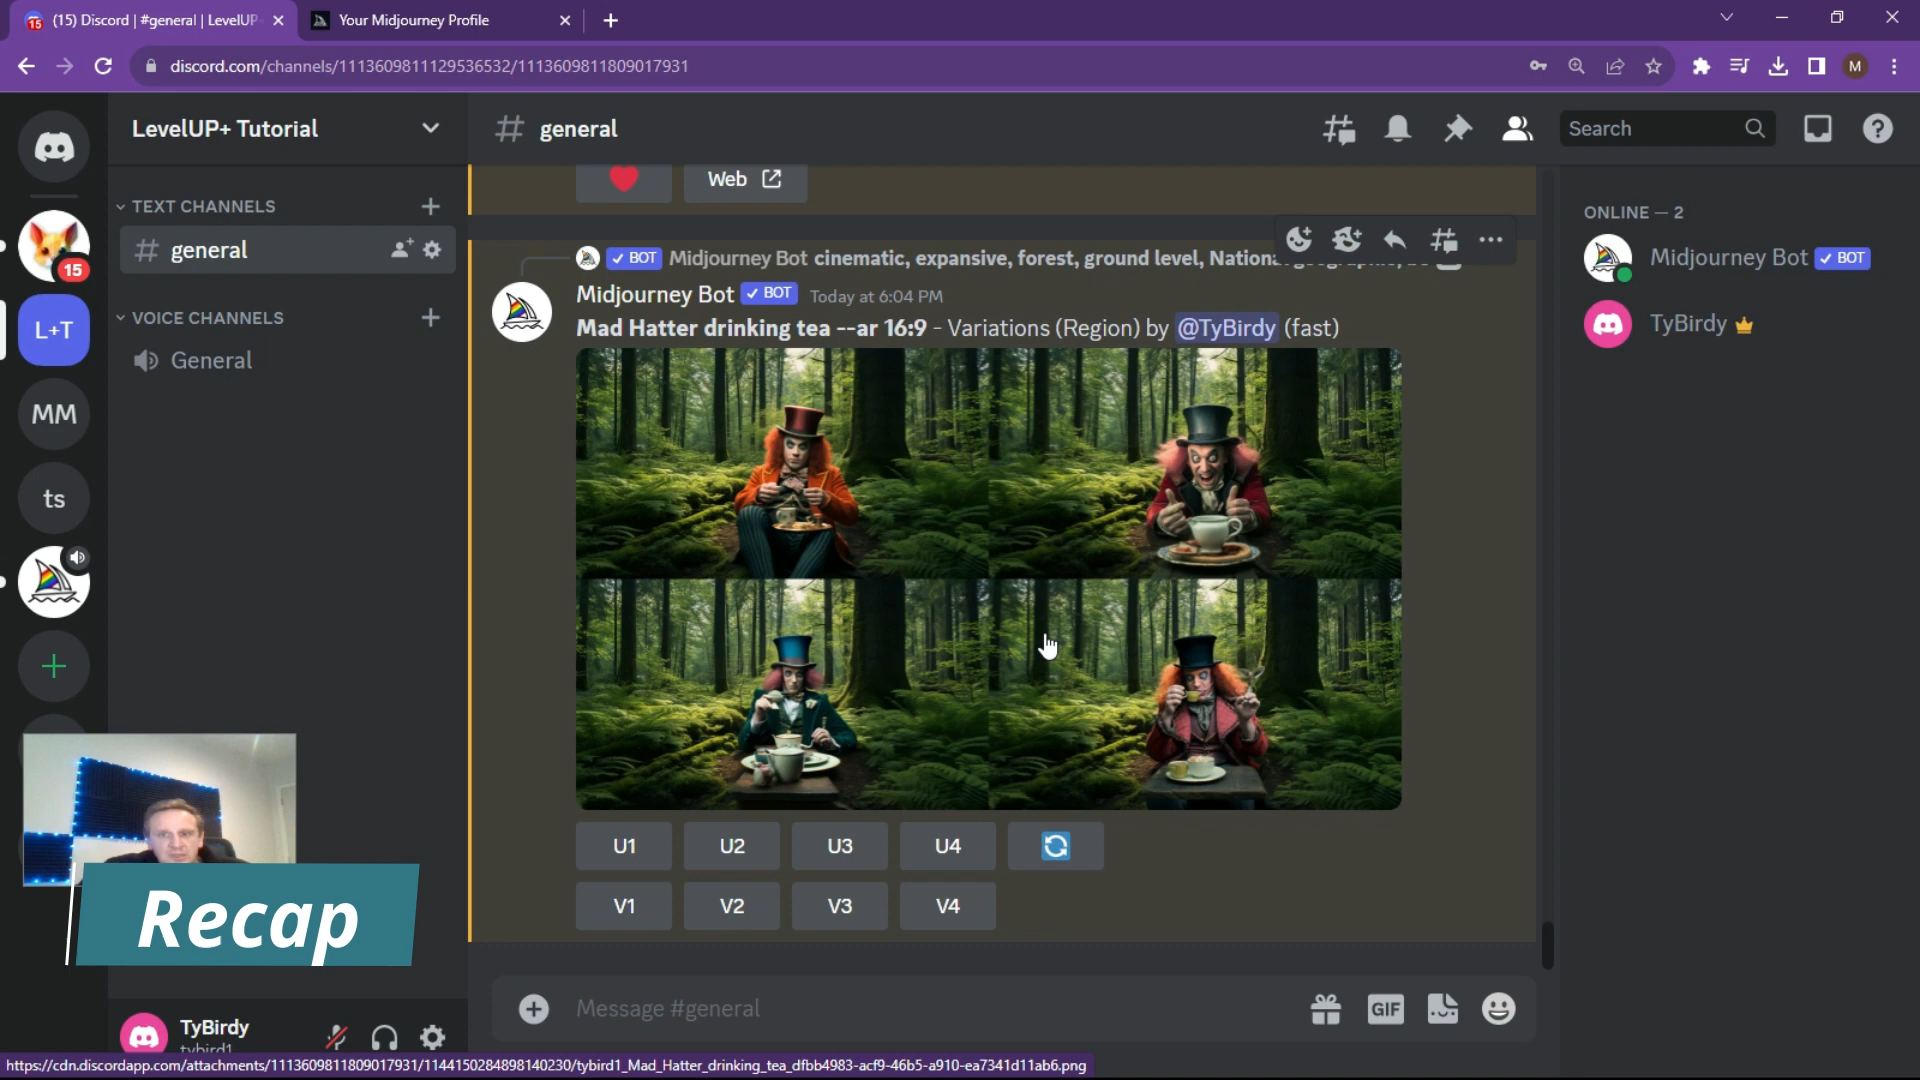 (15) Discord | #general | LevelUP
Your Midjourney Profile
discord.com/channels/1113609811129536532/1113609811809017931
M
LevelUP+ Tutorial
general
Search
TEXT CHANNELS
general
VOICE CHANNELS
General
15
L+T
MM
ts
Web
BOT Midjourney Bot cinematic, expansive, forest, ground level,
Midjourney Bot BOT Today at 6:04 PM
Mad Hatter drinking tea --ar 16:9 - Variations (Region) by @TyBirdy (fast)
U1 U2 U3 U4
V1 V2 V3 V4
ONLINE — 2
Midjourney Bot BOT
TyBirdy
Recap
Message #general
GIF
TyBirdy
tybird1
https://cdn.discordapp.com/attachments/1113609811809017931/1144150284898140230/tybird1_Mad_Hatter_drinking_tea_dfbb4983-acf9-46b5-a910-ea7341d11ab6.png